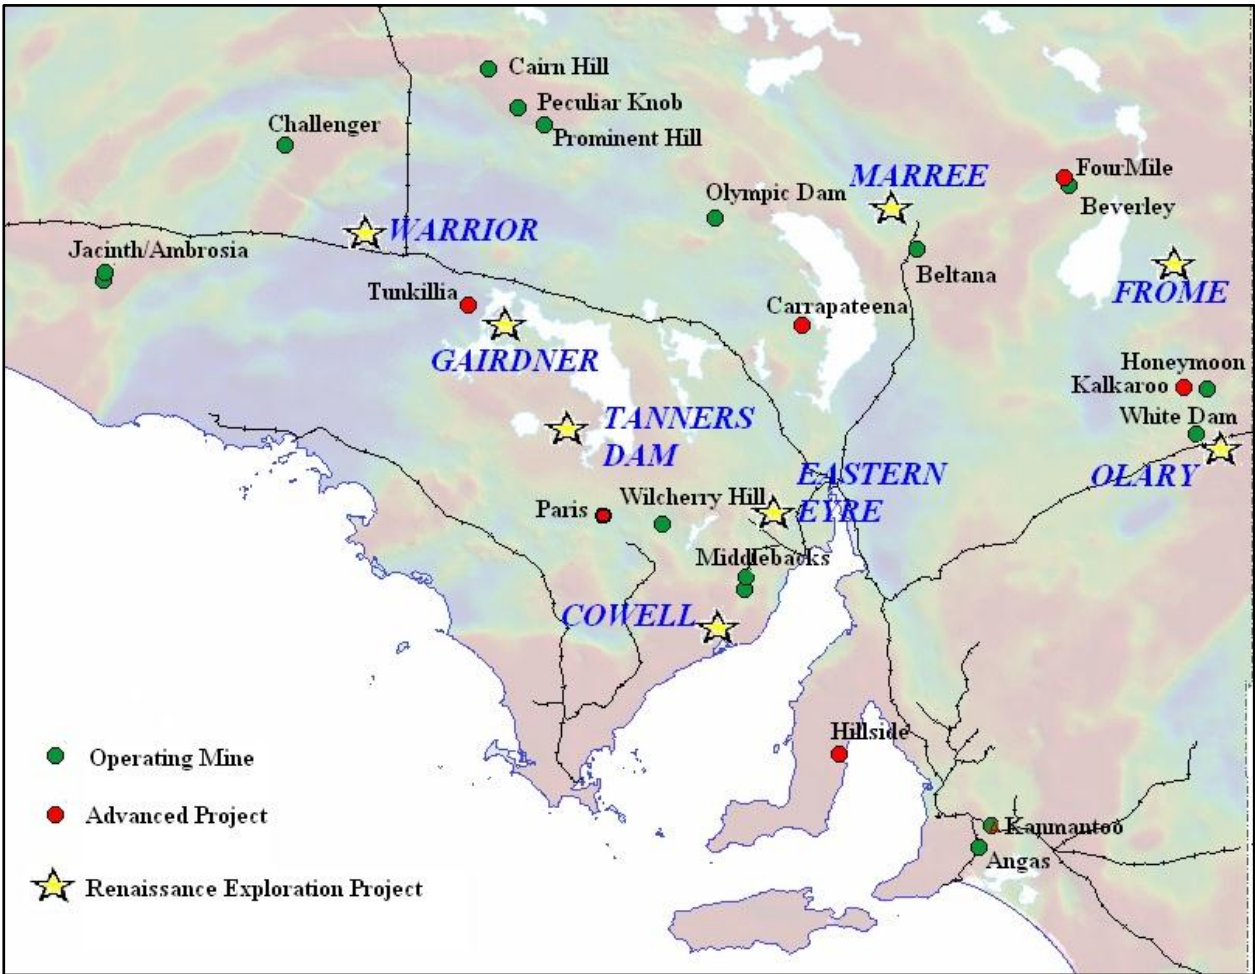 Cairn Hill
Peculiar Knob
Prominent Hill
Challenger
Olympic Dam
MARREE
FourMile
Beverley
WARRIOR
Jacinth/Ambrosia
Beltana
FROME
Tunkillia
Carrapateena
GAIRDNER
Honeymoon
Kalkaroo
White Dam
TANNERS
DAM
OLARY
EASTERN
EYRE
Wilcherry Hill
Paris
Middlebacks
COWELL
Hillside
Operating Mine
Advanced Project
Kanmantoo
Angas
Renaissance Exploration Project